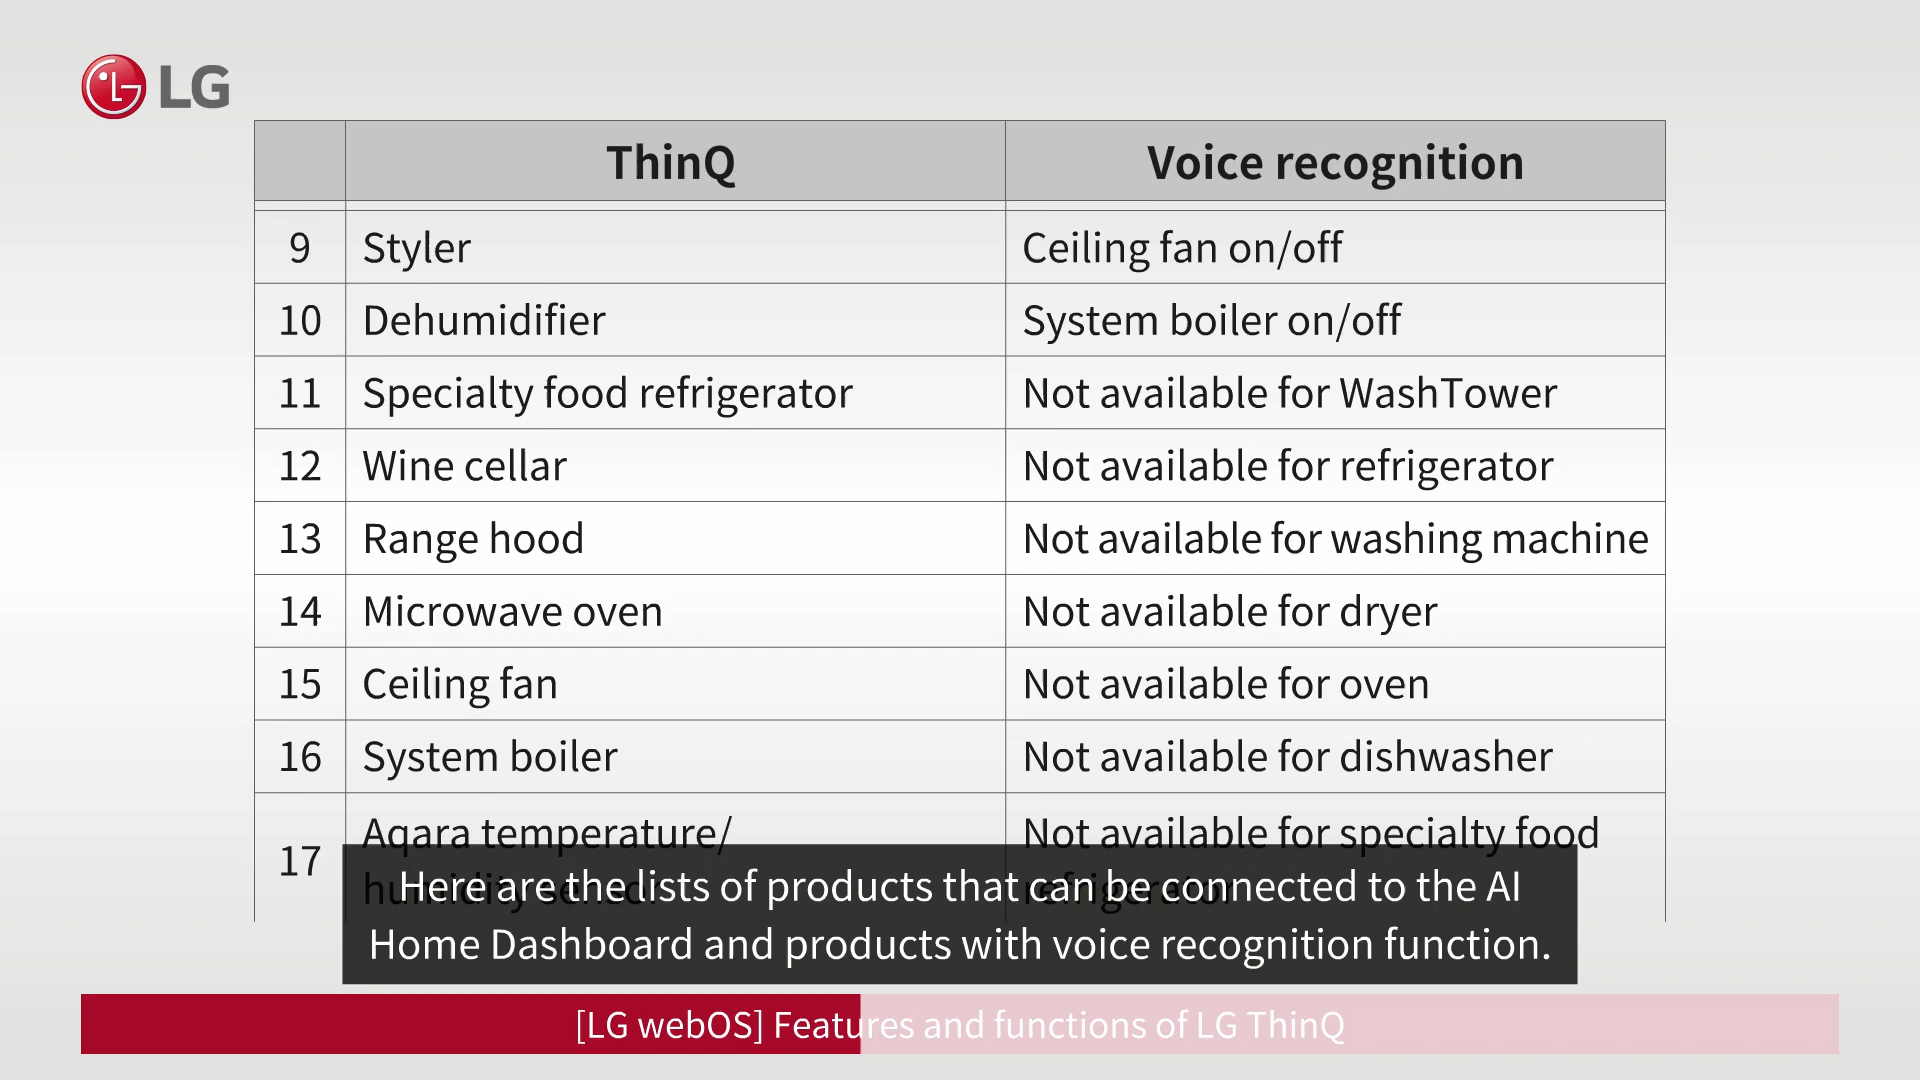 LG
ThinQ Voice recognition
9 Styler Ceiling fan on/off
10 Dehumidifier System boiler on/off
11 Specialty food refrigerator Not available for WashTower
12 Wine cellar Not available for refrigerator
13 Range hood Not available for washing machine
14 Microwave oven Not available for dryer
15 Ceiling fan Not available for oven
16 System boiler Not available for dishwasher
17 Aqara temperature/ Not available for specialty food
humidity sensor refrigerator
Here are the lists of products that can be connected to the AI
Home Dashboard and products with voice recognition function.
[LG webOS] Features and functions of LG ThinQ